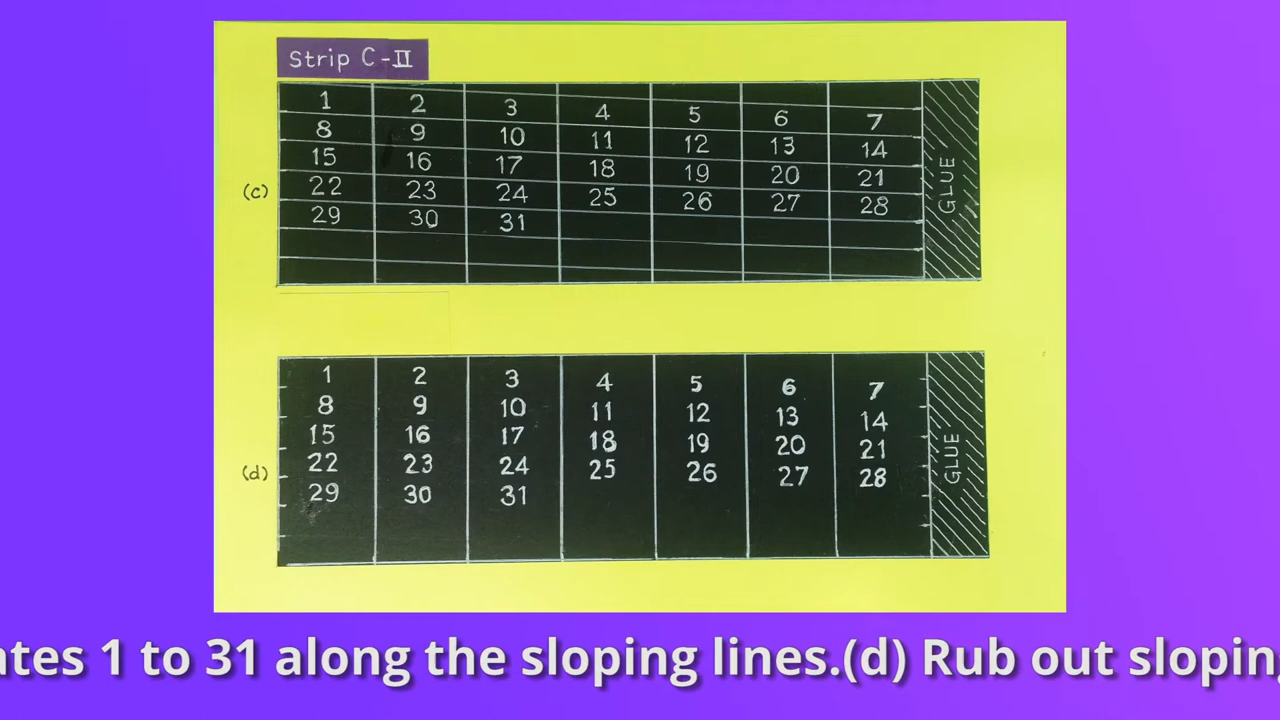 Strip C-II
1 2 3 4 5 6 7
8 9 10 11 12 13 14
15 16 17 18 19 20 21
22 23 24 25 26 27 28
29 30 31
(c)
GLUE
1 2 3 4 5 6 7
8 9 10 11 12 13 14
15 16 17 18 19 20 21
22 23 24 25 26 27 28
29 30 31
(d)
GLUE
1 to 31 along the sloping lines.(d) Rub out